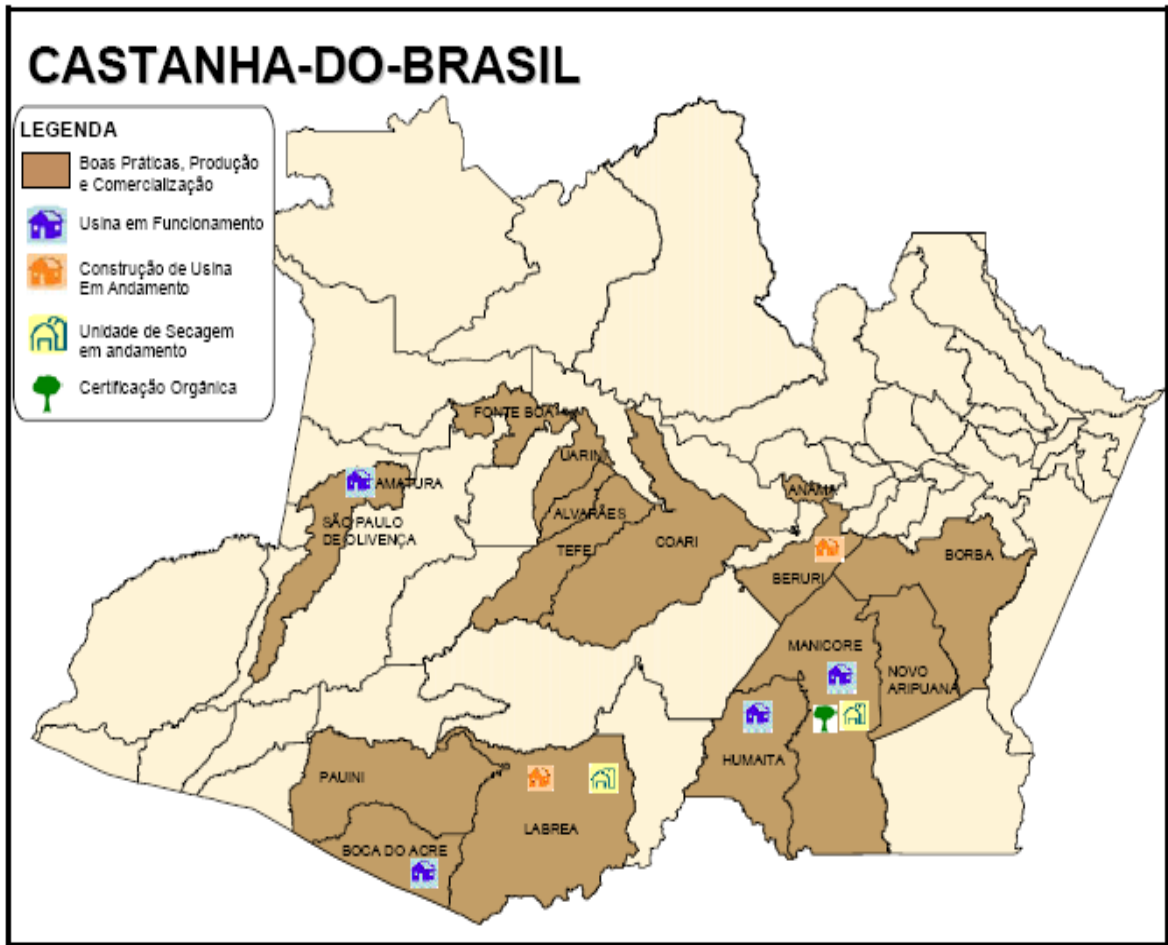 CASTANHA-DO-BRASIL
LEGENDA
Boas Práticas, Produção
e Comercialização
Usina em Funcionamento
Construção de Usina
Em Andamento
Unidade de Secagem
em andamento
Certificação Orgânica
FONTE BOA
UARINI
AMATURA
ANAMÃ
ALVARÃES
SÃO PAULO
DE OLIVENÇA
TEFE
COARI
BORBA
BERURI
MANICORE
NOVO
ARIPUANA
HUMAITA
PAUINI
LABREA
BOCA DO ACRE